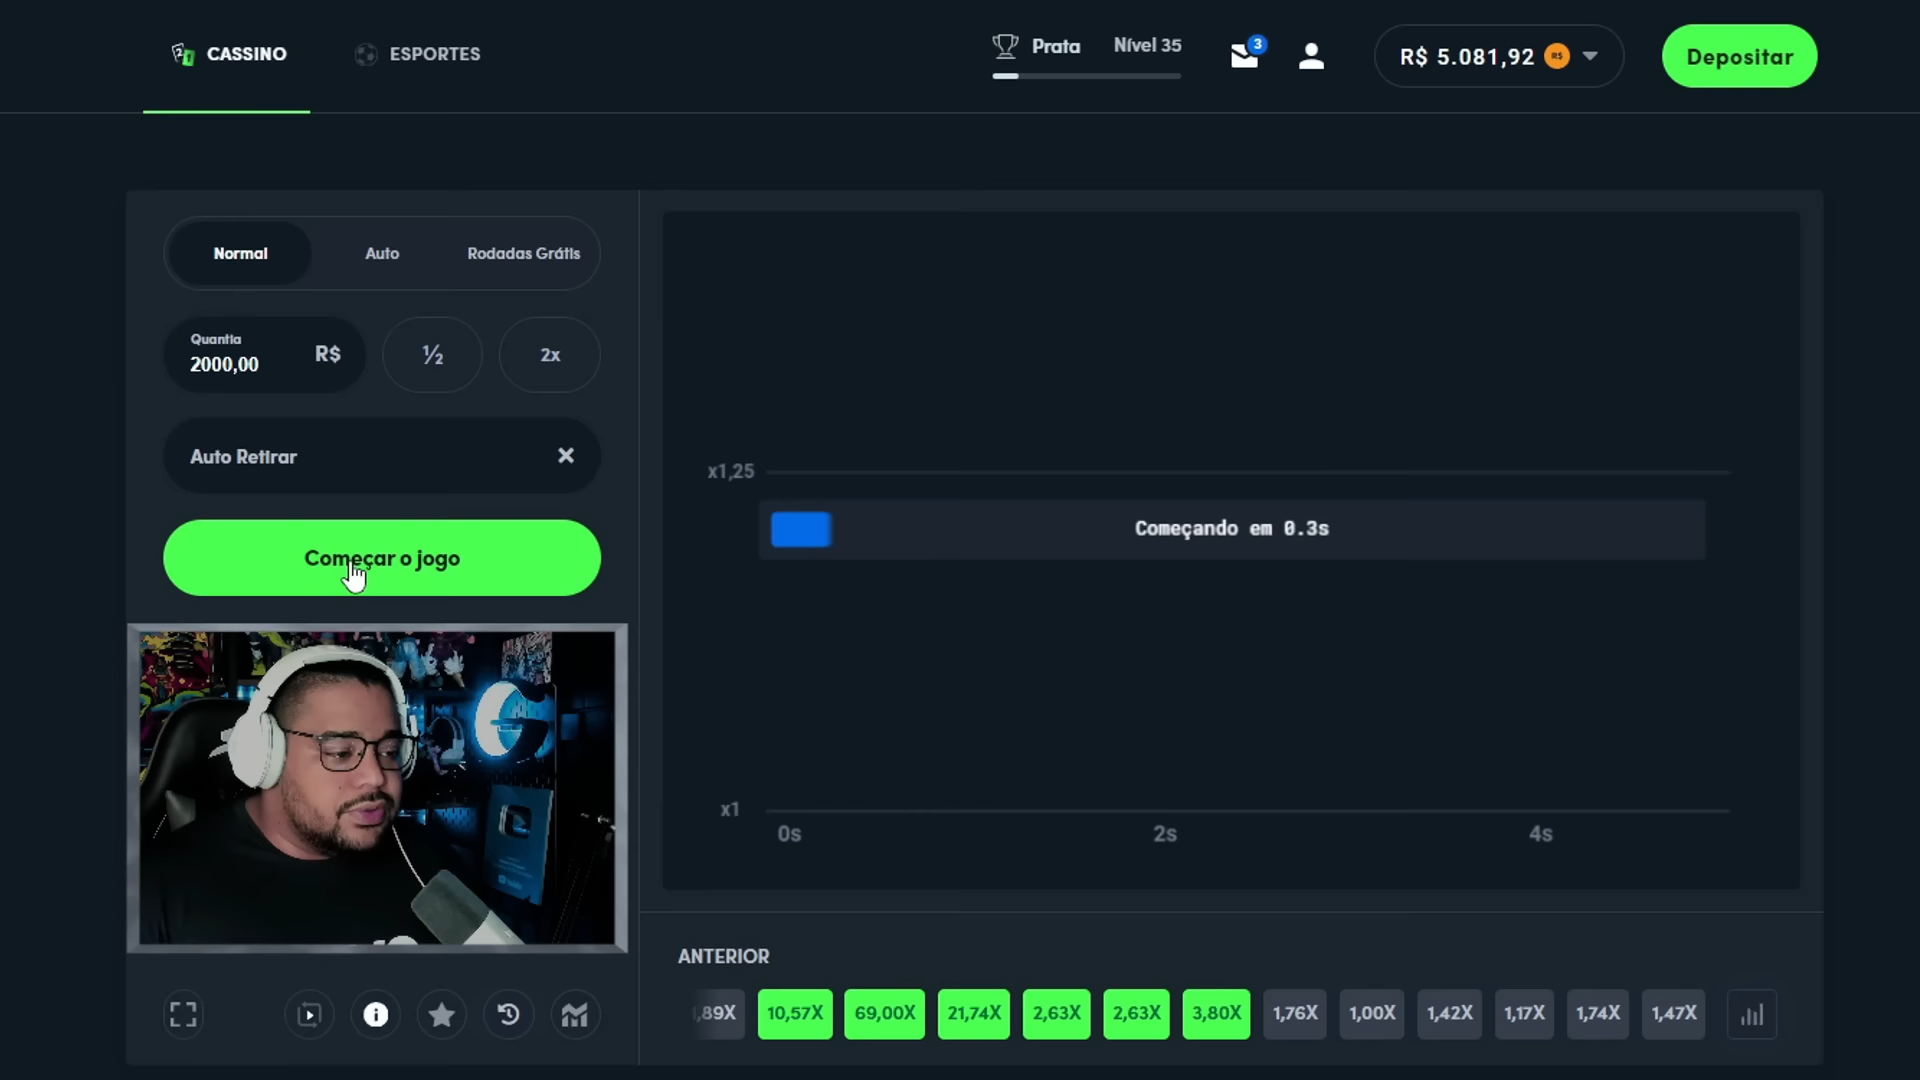 CASSINO
ESPORTES
Prata
Nível 35
3
R$ 5.081,92
R$
Depositar
Normal
Auto
Rodadas Grátis
Quantia
2000,00
R$
½
2x
Auto Retirar
Começar o jogo
x1,25
Começando em 0.3s
x1
0s
2s
4s
ANTERIOR
,89X
10,57X
69,00X
21,74X
2,63X
2,63X
3,80X
1,76X
1,00X
1,42X
1,17X
1,74X
1,47X